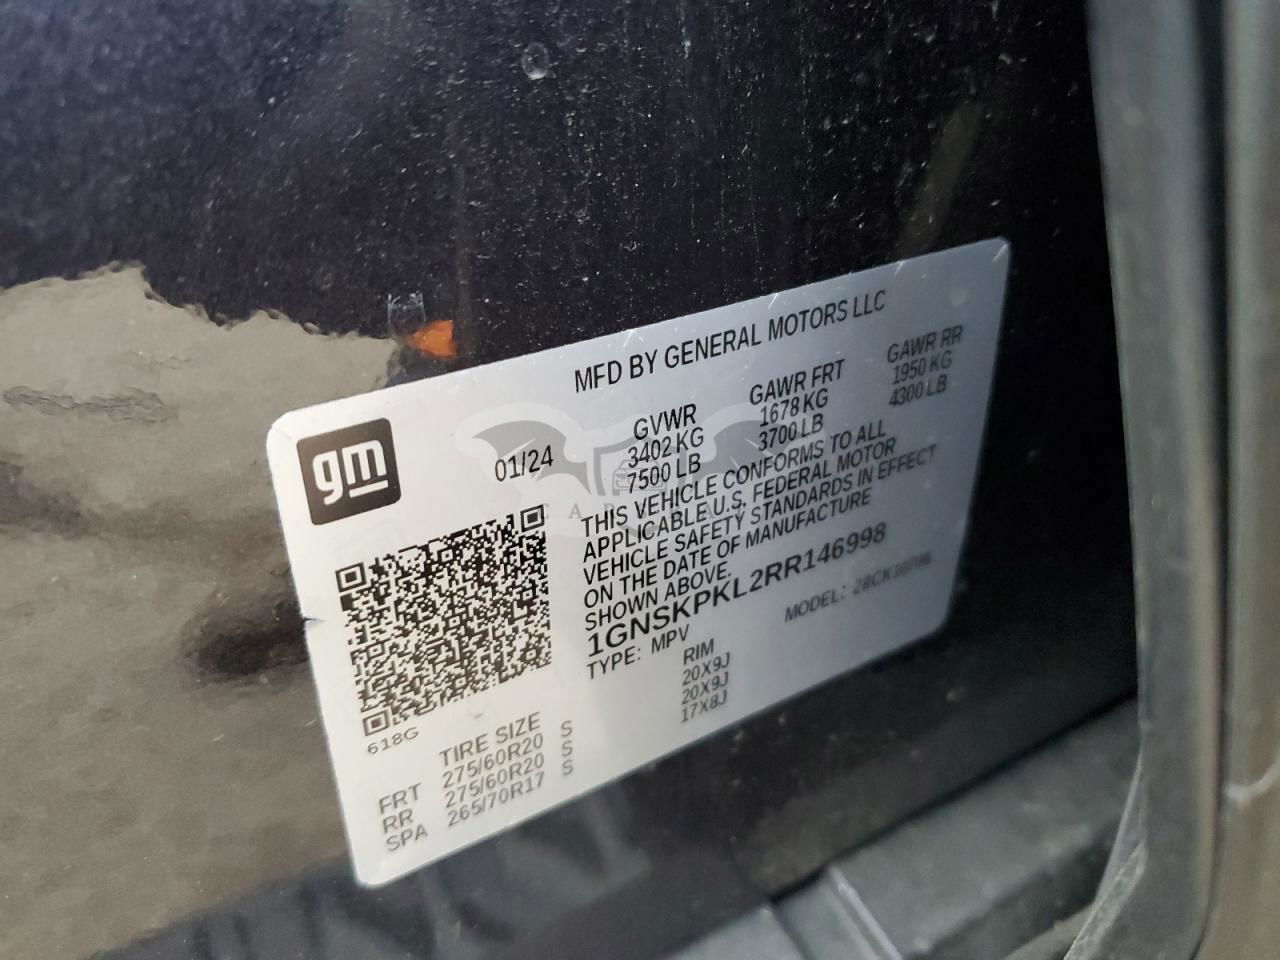 MFD BY GENERAL MOTORS LLC
gm
01/24
GVWR GAWR FRT GAWR RR
3402 KG 1678 KG 1950 KG
7500 LB 3700 LB 4300 LB
THIS VEHICLE CONFORMS TO ALL
APPLICABLE U.S. FEDERAL MOTOR
VEHICLE SAFETY STANDARDS IN EFFECT
ON THE DATE OF MANUFACTURE
SHOWN ABOVE.
1GNSKPKL2RR146998
TYPE: MPV MODEL:
618G
TIRE SIZE RIM
FRT 275/60R20 S 20X9J
RR 275/60R20 S 20X9J
SPA 265/70R17 S 17X8J